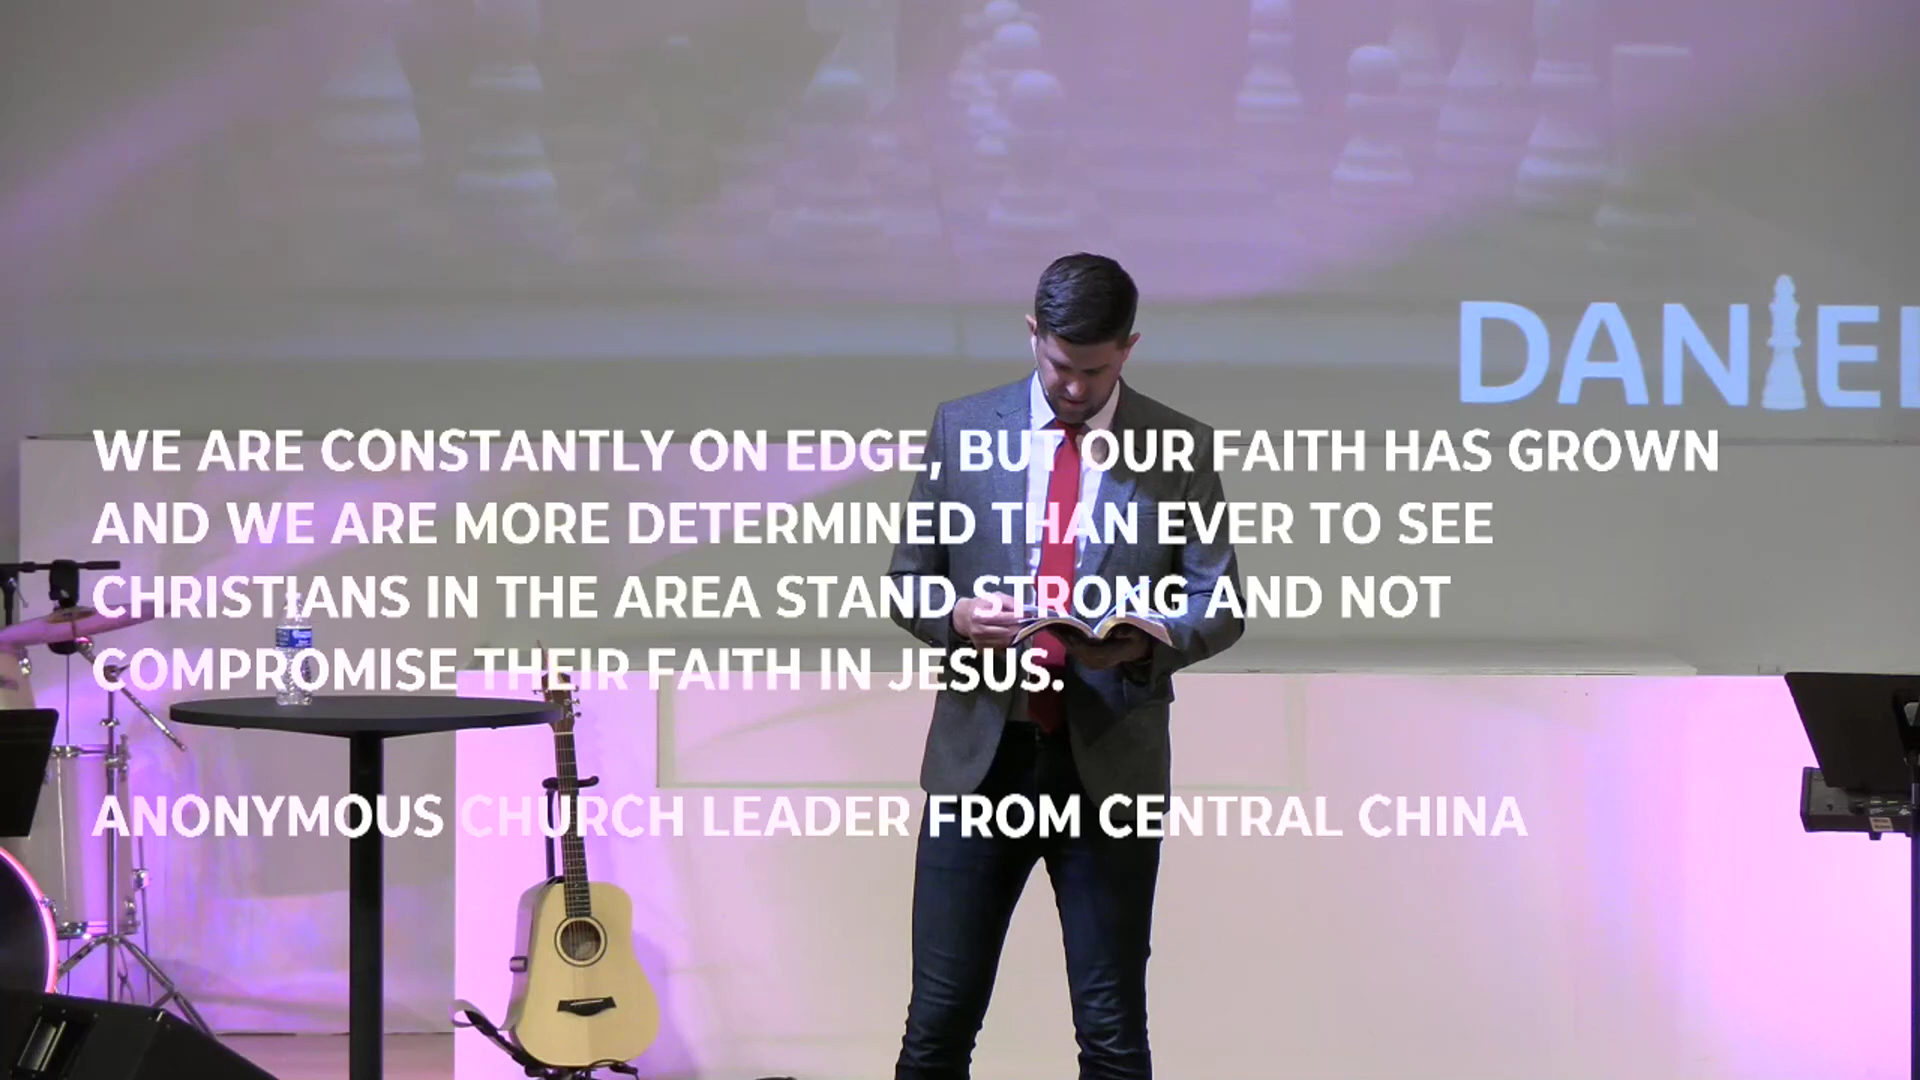 DANIEL
WE ARE CONSTANTLY ON EDGE, BUT OUR FAITH HAS GROWN
AND WE ARE MORE DETERMINED THAN EVER TO SEE
CHRISTIANS IN THE AREA STAND STRONG AND NOT
COMPROMISE THEIR FAITH IN JESUS.
ANONYMOUS CHURCH LEADER FROM CENTRAL CHINA